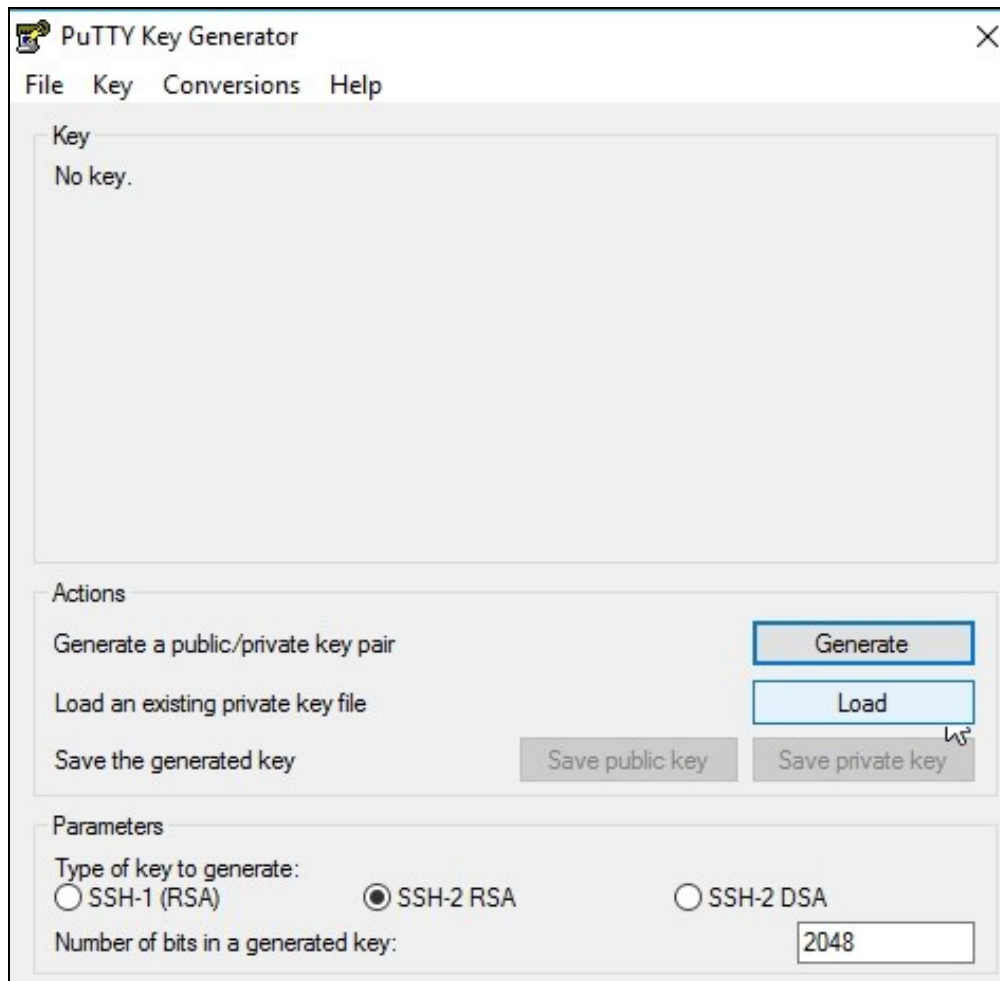 PuTTY Key Generator
File Key Conversions Help
Key
No key.
Actions
Generate a public/private key pair Generate
Load an existing private key file Load
Save the generated key Save public key Save private key
Parameters
Type of key to generate:
SSH-1 (RSA) SSH-2 RSA SSH-2 DSA
Number of bits in a generated key: 2048